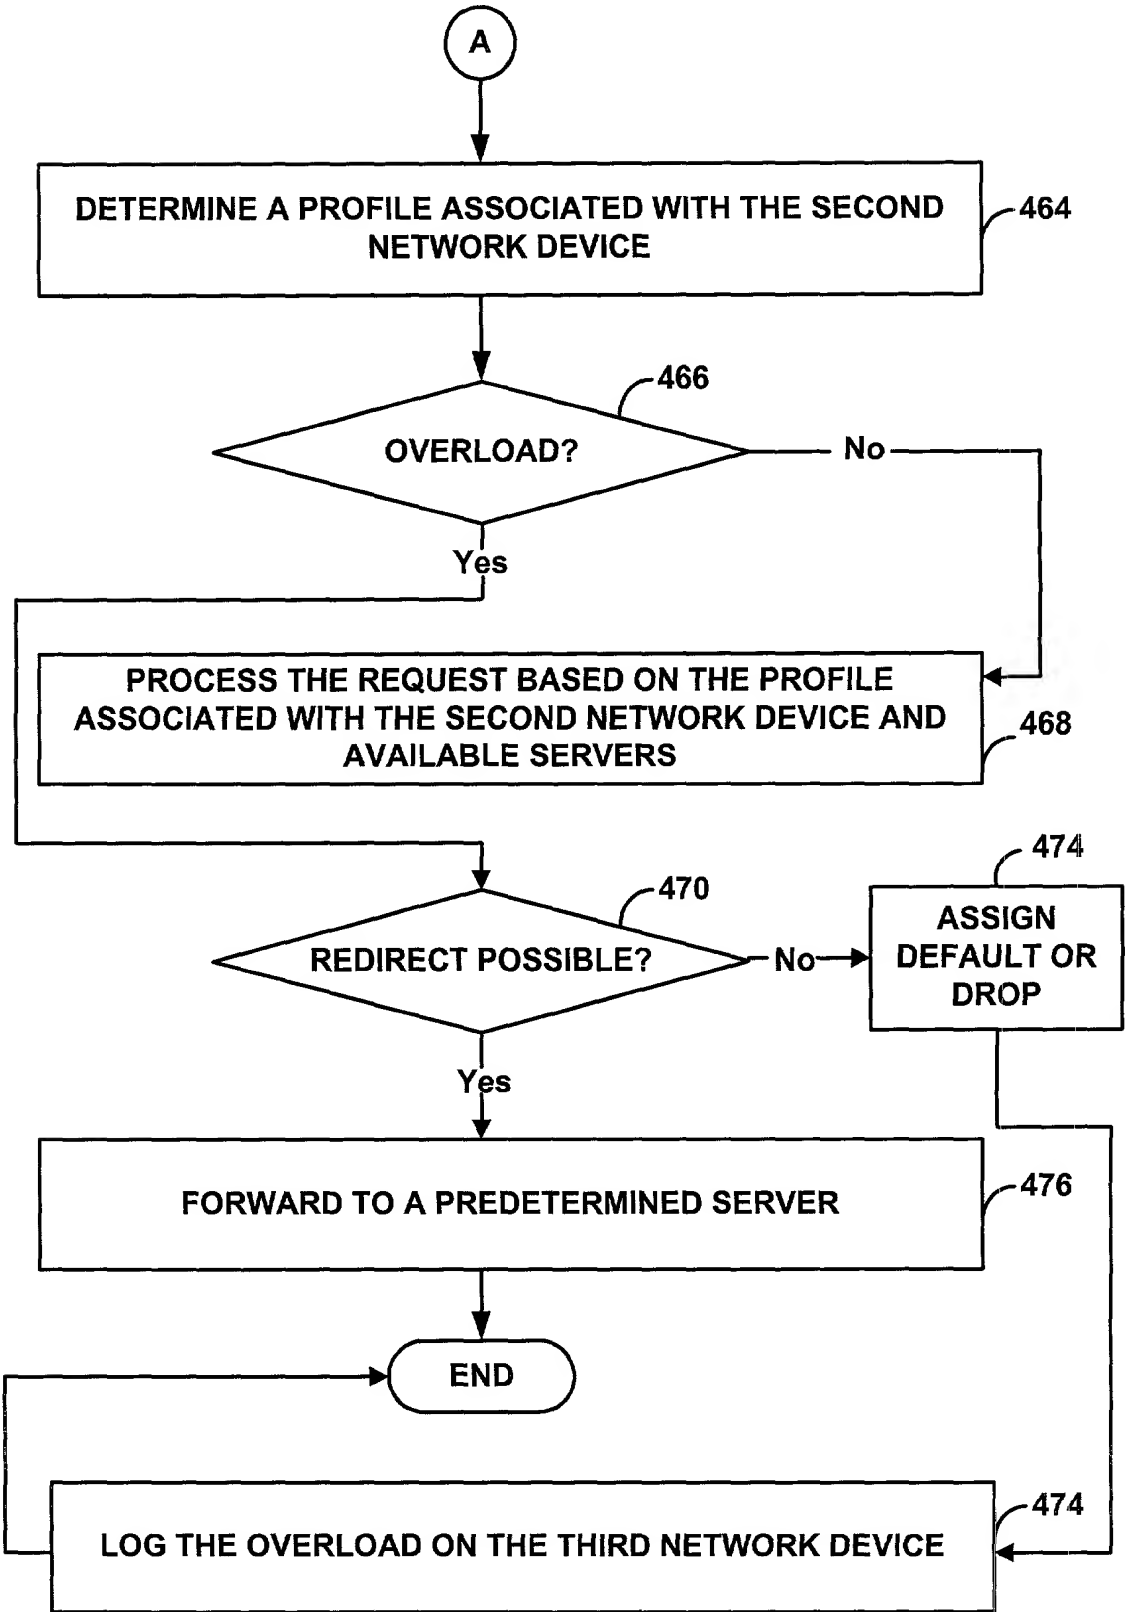 A
DETERMINE A PROFILE ASSOCIATED WITH THE SECOND
NETWORK DEVICE
464
466
OVERLOAD?
No
Yes
PROCESS THE REQUEST BASED ON THE PROFILE
ASSOCIATED WITH THE SECOND NETWORK DEVICE AND
AVAILABLE SERVERS
468
470
REDIRECT POSSIBLE?
No
474
ASSIGN
DEFAULT OR
DROP
Yes
FORWARD TO A PREDETERMINED SERVER
476
END
LOG THE OVERLOAD ON THE THIRD NETWORK DEVICE
474